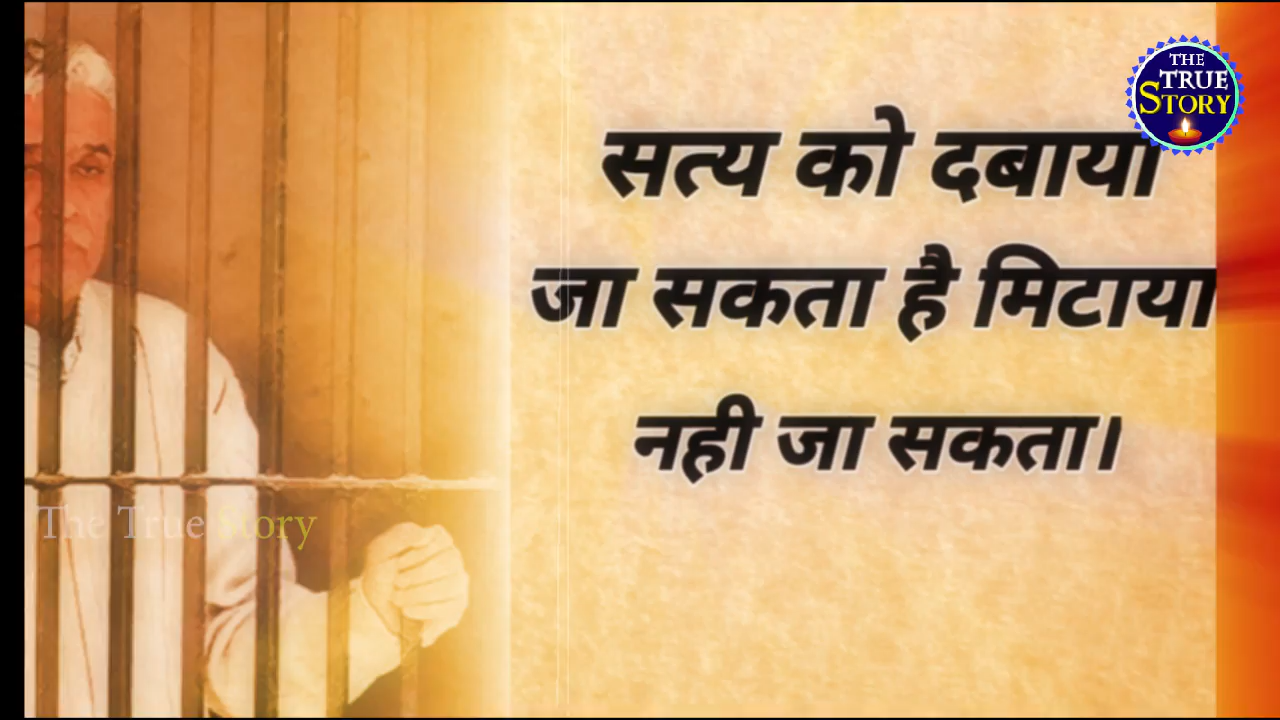 THE
TRUE
STORY
सत्य को दबाया
जा सकता है मिटाया
नही जा सकता।
The True Story